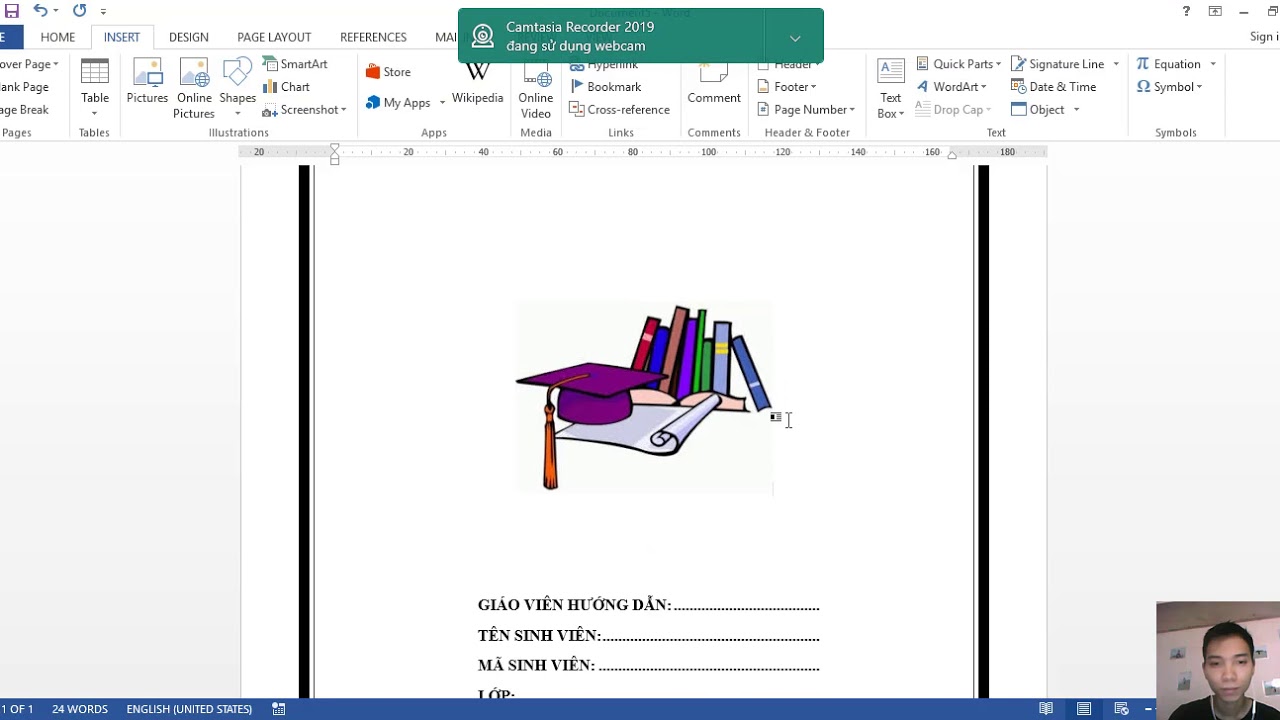 Document5 - Word
Camtasia Recorder 2019
đang sử dụng webcam
?
E HOME INSERT DESIGN PAGE LAYOUT REFERENCES MAI
Sign i
over Page
ank Page
ge Break
Pages
Table
Tables
Pictures
Online Pictures
Shapes
SmartArt
Chart
Screenshot
Illustrations
Store
My Apps
W
Wikipedia
Apps
Online Video
Media
Hyperlink
Bookmark
Cross-reference
Links
Comment
Comments
Header
Footer
Page Number
Header & Footer
Text Box
Quick Parts
WordArt
Drop Cap
Signature Line
Date & Time
Object
Text
π Equation
Ω Symbol
Symbols
20 20 40 60 80 100 120 140 160 180
GIÁO VIÊN HƯỚNG DẪN: .....................................
TÊN SINH VIÊN:.......................................................
MÃ SINH VIÊN: ........................................................
LỚP:
1 OF 1 24 WORDS ENGLISH (UNITED STATES)